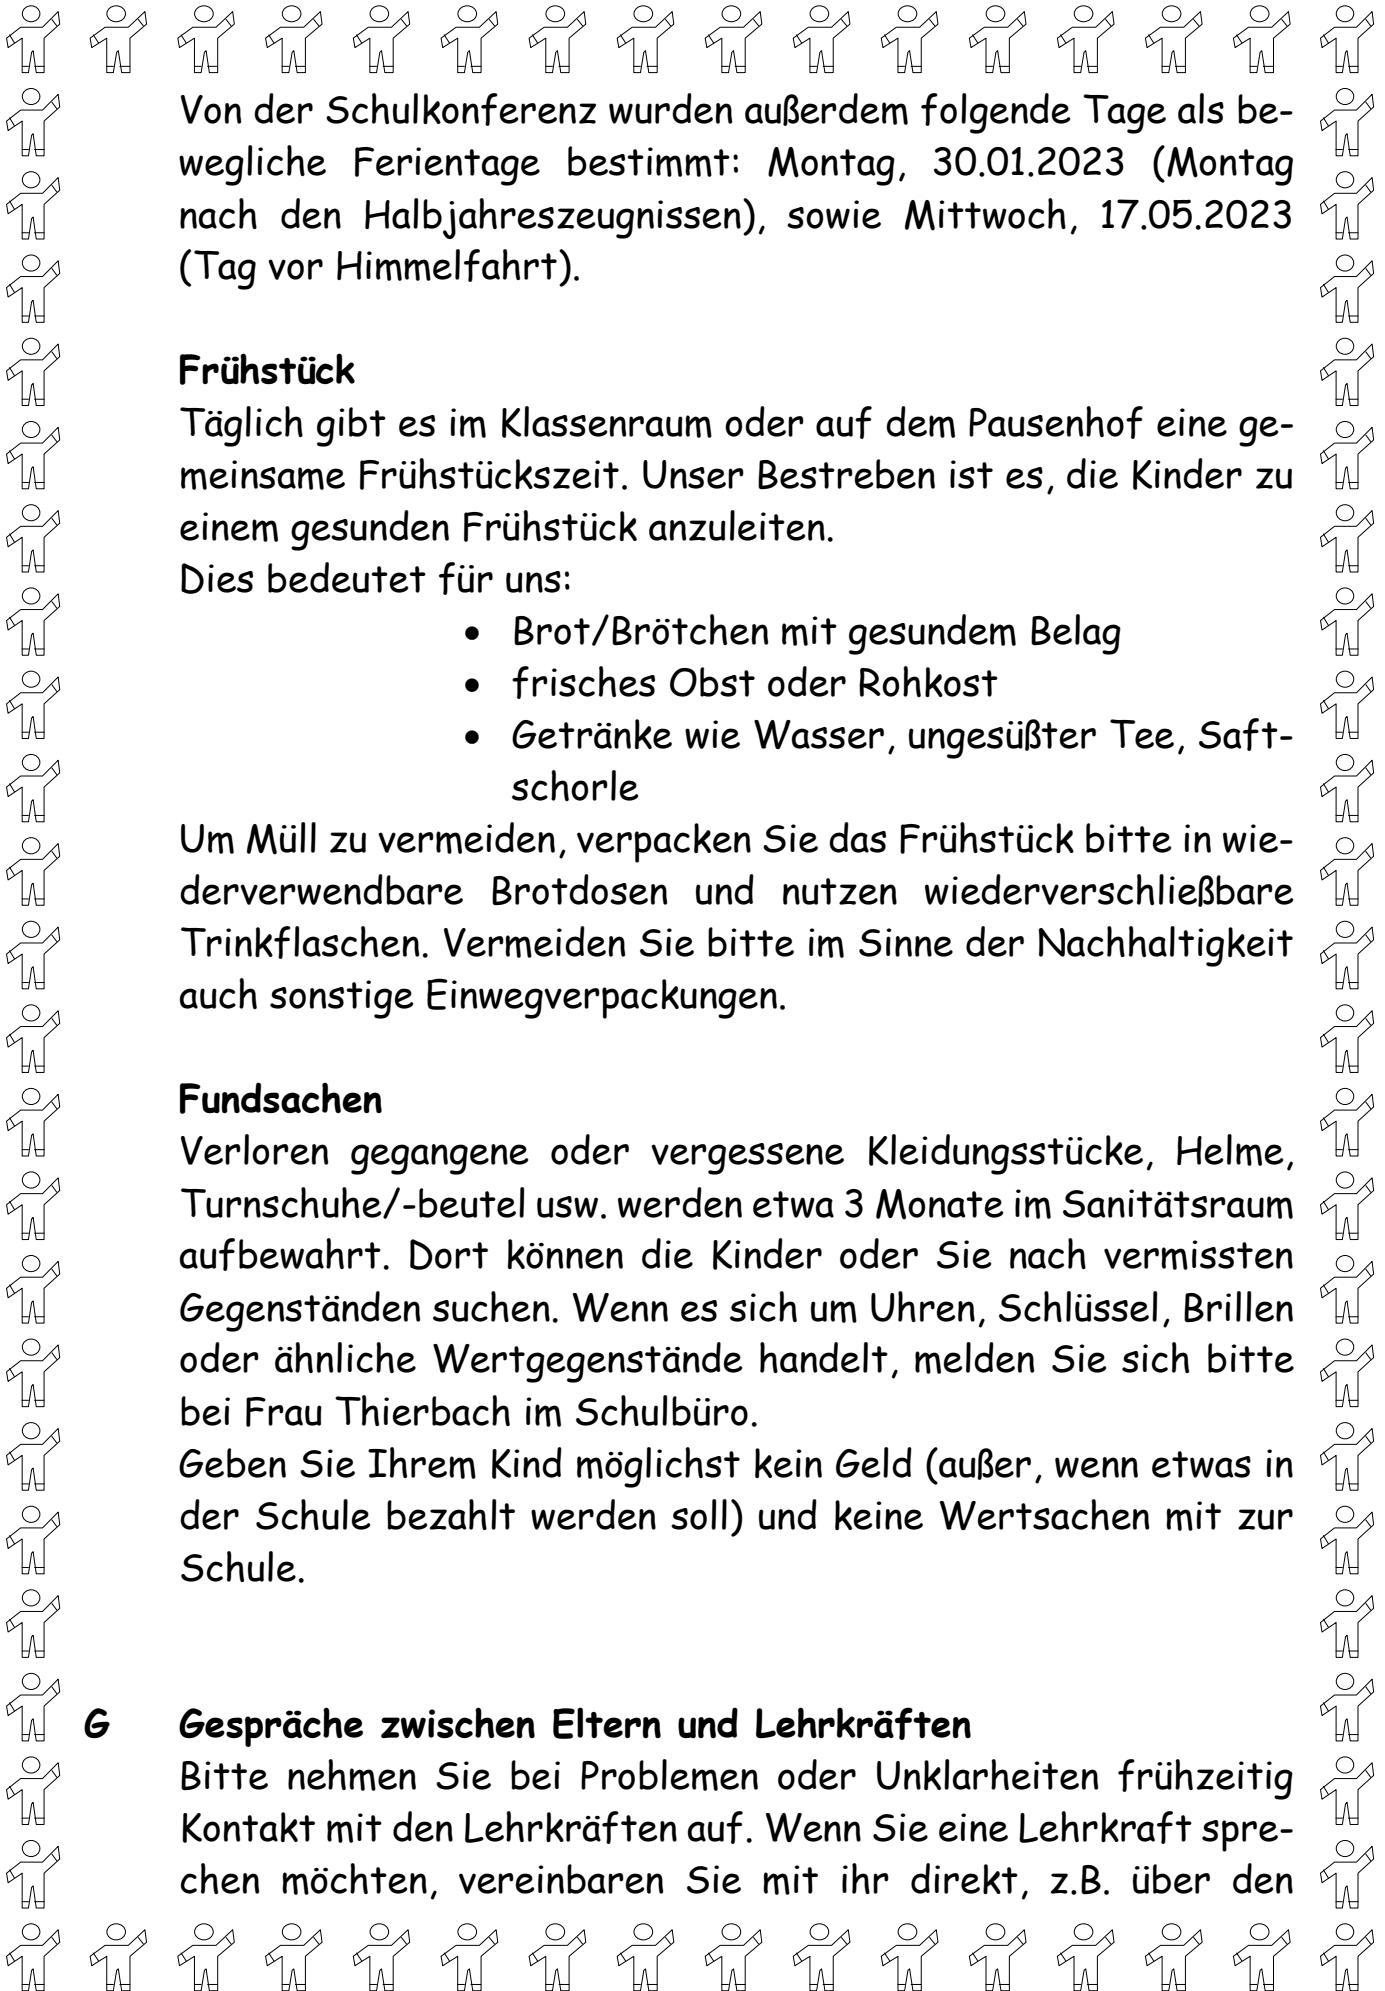 Von der Schulkonferenz wurden außerdem folgende Tage als be-
wegliche Ferientage bestimmt: Montag, 30.01.2023 (Montag
nach den Halbjahreszeugnissen), sowie Mittwoch, 17.05.2023
(Tag vor Himmelfahrt).
Frühstück
Täglich gibt es im Klassenraum oder auf dem Pausenhof eine ge-
meinsame Frühstückszeit. Unser Bestreben ist es, die Kinder zu
einem gesunden Frühstück anzuleiten.
Dies bedeutet für uns:
• Brot/Brötchen mit gesundem Belag
• frisches Obst oder Rohkost
• Getränke wie Wasser, ungesüßter Tee, Saft-
schorle
Um Müll zu vermeiden, verpacken Sie das Frühstück bitte in wie-
derverwendbare Brotdosen und nutzen wiederverschließbare
Trinkflaschen. Vermeiden Sie bitte im Sinne der Nachhaltigkeit
auch sonstige Einwegverpackungen.
Fundsachen
Verloren gegangene oder vergessene Kleidungsstücke, Helme,
Turnschuhe/-beutel usw. werden etwa 3 Monate im Sanitätsraum
aufbewahrt. Dort können die Kinder oder Sie nach vermissten
Gegenständen suchen. Wenn es sich um Uhren, Schlüssel, Brillen
oder ähnliche Wertgegenstände handelt, melden Sie sich bitte
bei Frau Thierbach im Schulbüro.
Geben Sie Ihrem Kind möglichst kein Geld (außer, wenn etwas in
der Schule bezahlt werden soll) und keine Wertsachen mit zur
Schule.
G Gespräche zwischen Eltern und Lehrkräften
Bitte nehmen Sie bei Problemen oder Unklarheiten frühzeitig
Kontakt mit den Lehrkräften auf. Wenn Sie eine Lehrkraft spre-
chen möchten, vereinbaren Sie mit ihr direkt, z.B. über den